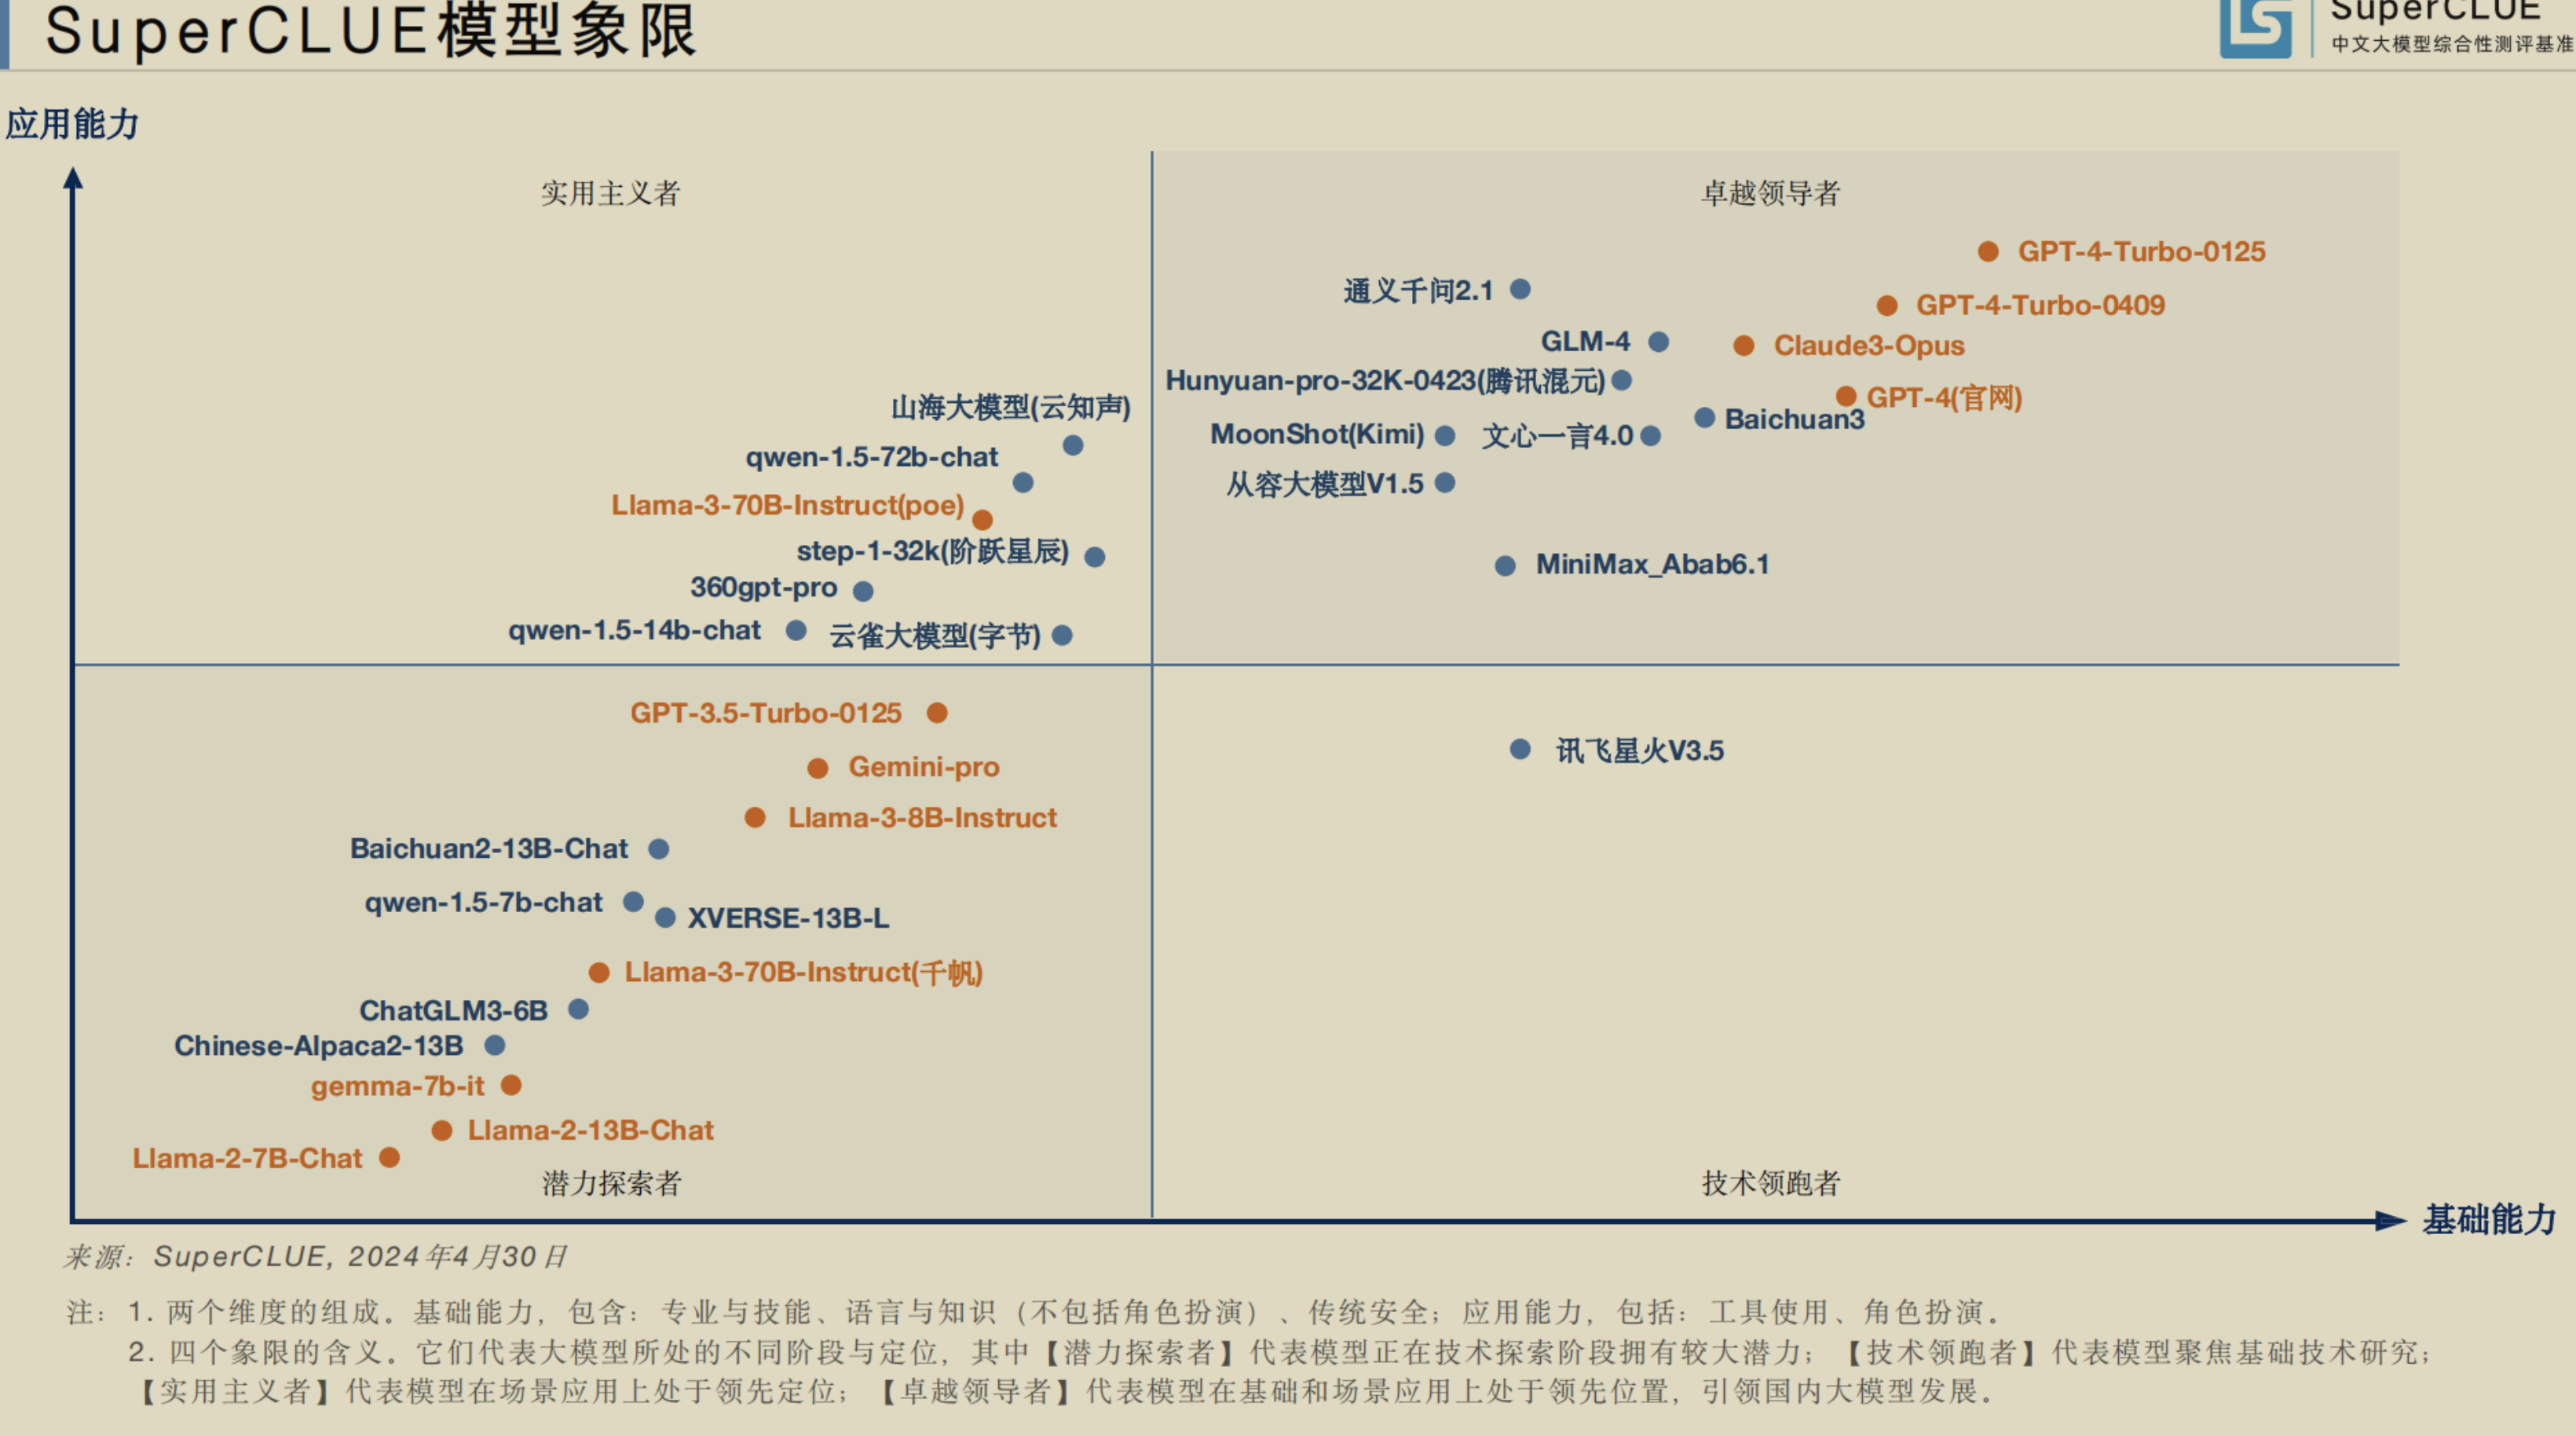 SuperCLUE模型象限
SuperCLUE
中文大模型综合性测评基准
应用能力
实用主义者
卓越领导者
GPT-4-Turbo-0125
通义千问2.1
GPT-4-Turbo-0409
GLM-4
Claude3-Opus
Hunyuan-pro-32K-0423(腾讯混元)
GPT-4(官网)
山海大模型(云知声)
Baichuan3
MoonShot(Kimi)
文心一言4.0
qwen-1.5-72b-chat
从容大模型V1.5
Llama-3-70B-Instruct(poe)
step-1-32k(阶跃星辰)
MiniMax_Abab6.1
360gpt-pro
qwen-1.5-14b-chat
云雀大模型(字节)
GPT-3.5-Turbo-0125
讯飞星火V3.5
Gemini-pro
Llama-3-8B-Instruct
Baichuan2-13B-Chat
qwen-1.5-7b-chat
XVERSE-13B-L
Llama-3-70B-Instruct(千帆)
ChatGLM3-6B
Chinese-Alpaca2-13B
gemma-7b-it
Llama-2-13B-Chat
Llama-2-7B-Chat
潜力探索者
技术领跑者
基础能力
来源：SuperCLUE, 2024年4月30日
注：1. 两个维度的组成。基础能力，包含：专业与技能、语言与知识（不包括角色扮演）、传统安全；应用能力，包括：工具使用、角色扮演。
2. 四个象限的含义。它们代表大模型所处的不同阶段与定位，其中【潜力探索者】代表模型正在技术探索阶段拥有较大潜力；【技术领跑者】代表模型聚焦基础技术研究；
【实用主义者】代表模型在场景应用上处于领先定位；【卓越领导者】代表模型在基础和场景应用上处于领先位置，引领国内大模型发展。